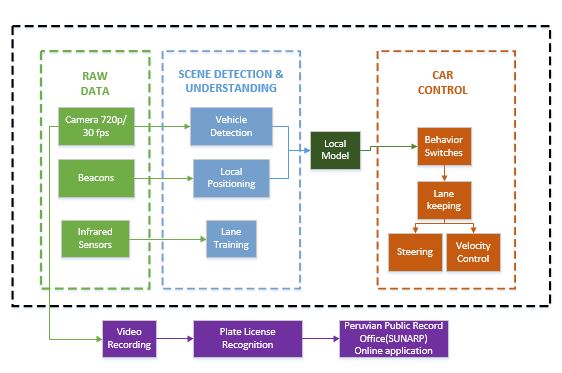 RAW
DATA
SCENE DETECTION &
UNDERSTANDING
CAR
CONTROL
Camera 720p/
30 fps
Vehicle
Detection
Local
Model
Behavior
Switches
Beacons
Local
Positioning
Lane
keeping
Infrared
Sensors
Lane
Training
Steering
Velocity
Control
Video
Recording
Plate License
Recognition
Peruvian Public Record
Office(SUNARP)
Online application